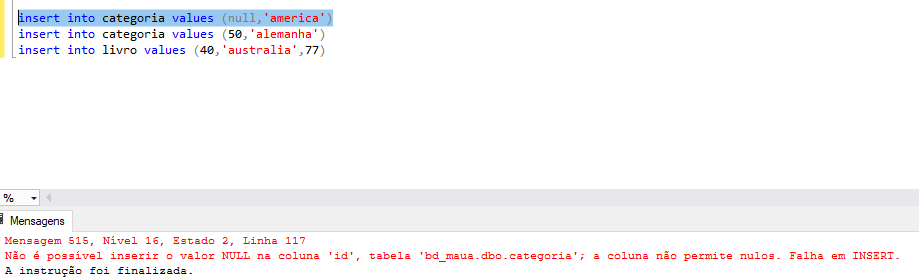 insert into categoria values (null,'america')
insert into categoria values (50,'alemanha')
insert into livro values (40,'australia',77)
%
Mensagens
Mensagem 515, Nível 16, Estado 2, Linha 117
Não é possível inserir o valor NULL na coluna 'id', tabela 'bd_maua.dbo.categoria'; a coluna não permite nulos. Falha em INSERT.
A instrução foi finalizada.